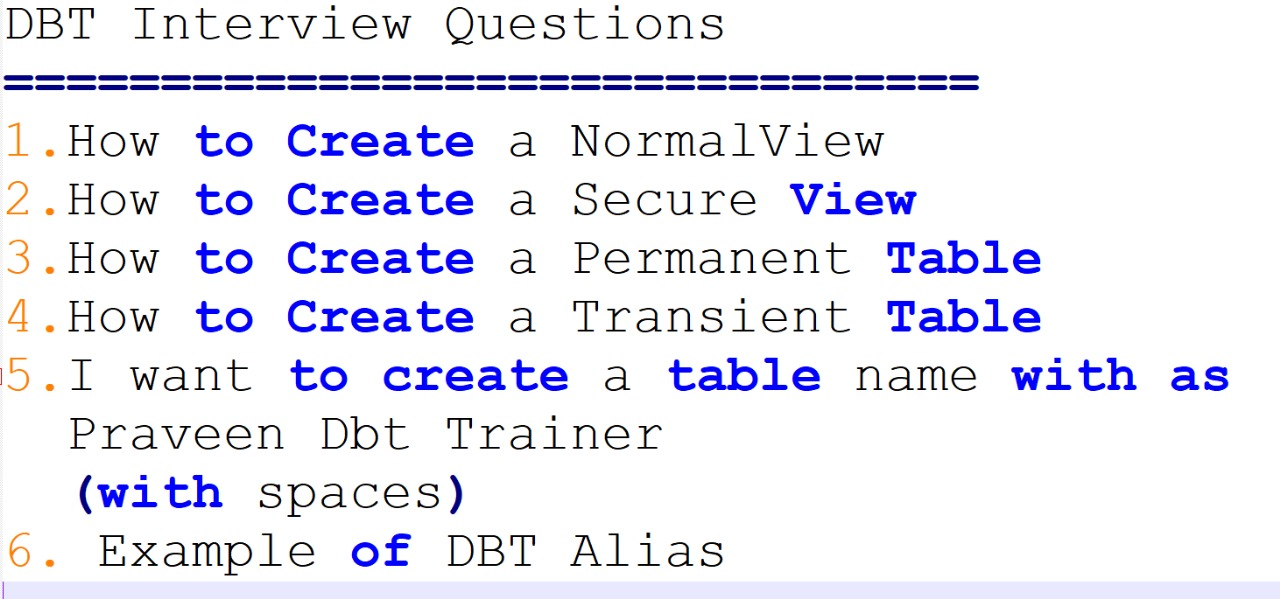 DBT Interview Questions
===============================
1.How to Create a NormalView
2.How to Create a Secure View
3.How to Create a Permanent Table
4.How to Create a Transient Table
5.I want to create a table name with as
Praveen Dbt Trainer
(with spaces)
6. Example of DBT Alias